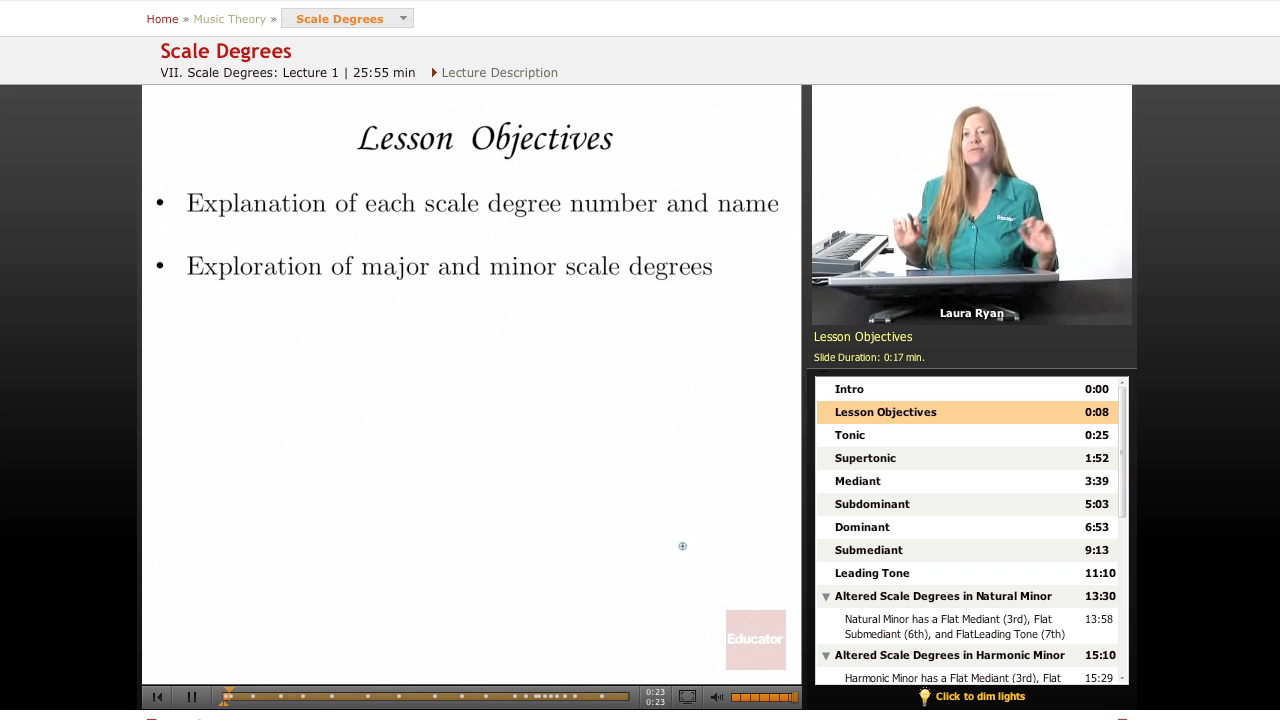 Home » Music Theory » Scale Degrees
Scale Degrees
VII. Scale Degrees: Lecture 1 | 25:55 min Lecture Description
Lesson Objectives
• Explanation of each scale degree number and name
• Exploration of major and minor scale degrees
Educator
Educator
Laura Ryan
Lesson Objectives
Slide Duration: 0:17 min.
Intro 0:00
Lesson Objectives 0:08
Tonic 0:25
Supertonic 1:52
Mediant 3:39
Subdominant 5:03
Dominant 6:53
Submediant 9:13
Leading Tone 11:10
Altered Scale Degrees in Natural Minor 13:30
Natural Minor has a Flat Mediant (3rd), Flat 13:58
Submediant (6th), and FlatLeading Tone (7th)
Altered Scale Degrees in Harmonic Minor 15:10
Harmonic Minor has a Flat Mediant (3rd), Flat 15:29
0:23
0:23
Click to dim lights